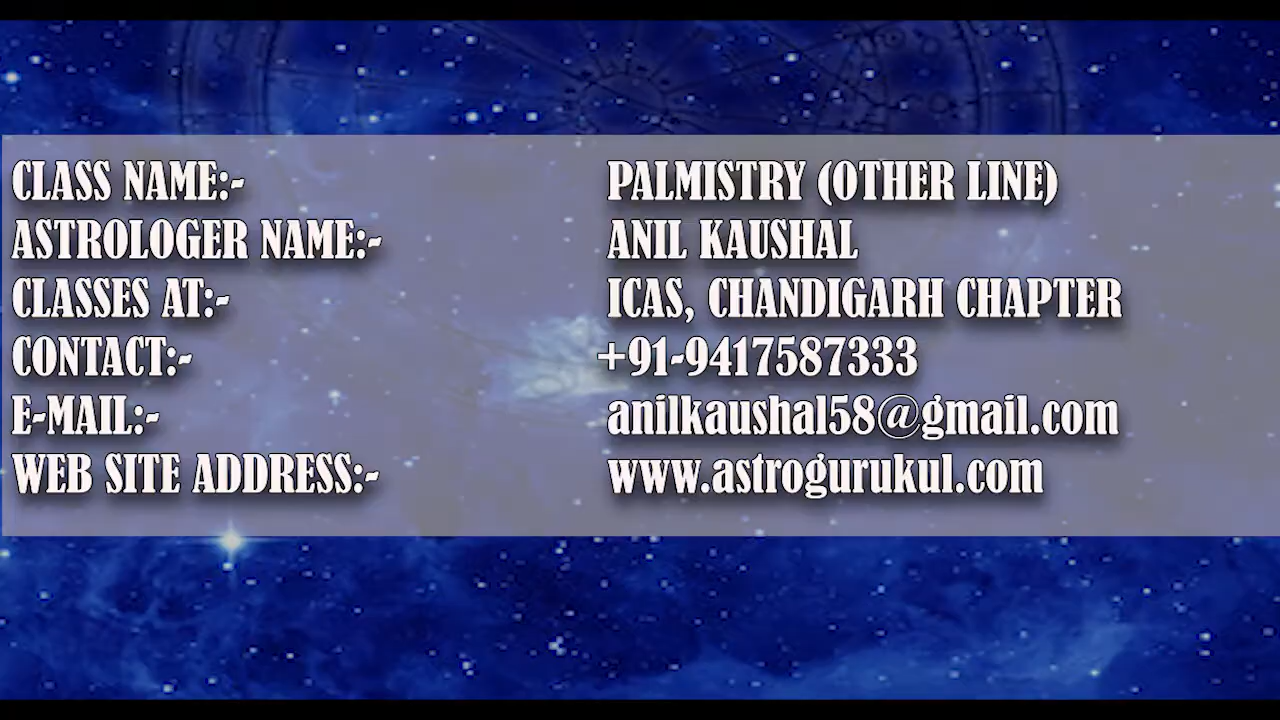 CLASS NAME:- PALMISTRY (OTHER LINE)
ASTROLOGER NAME:- ANIL KAUSHAL
CLASSES AT:- ICAS, CHANDIGARH CHAPTER
CONTACT:- +91-9417587333
E-MAIL:- anilkaushal58@gmail.com
WEB SITE ADDRESS:- www.astrogurukul.com